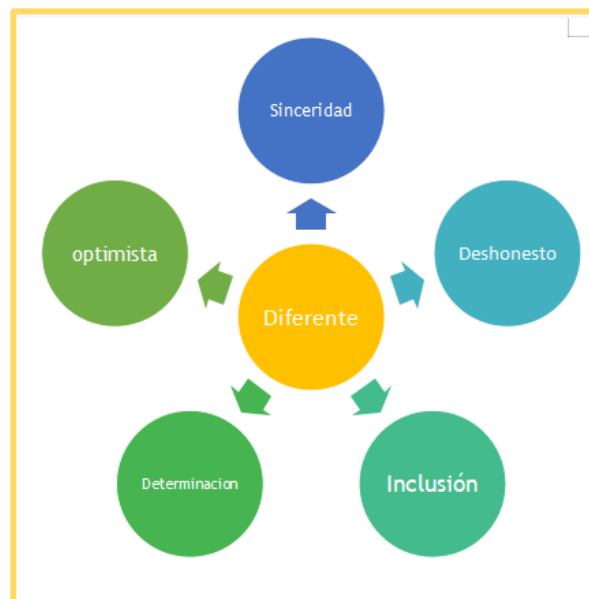 Sinceridad
optimista
Deshonesto
Diferente
Determinacion
Inclusión